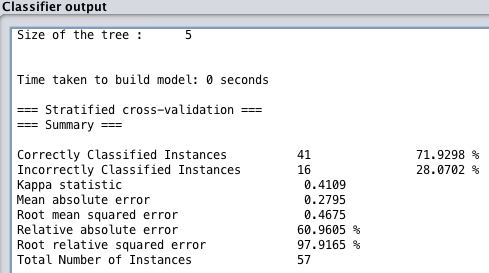 Classifier output
Size of the tree : 5
Time taken to build model: 0 seconds
=== Stratified cross-validation ===
=== Summary ===
Correctly Classified Instances 41 71.9298 %
Incorrectly Classified Instances 16 28.0702 %
Kappa statistic 0.4109
Mean absolute error 0.2795
Root mean squared error 0.4675
Relative absolute error 60.9605 %
Root relative squared error 97.9165 %
Total Number of Instances 57